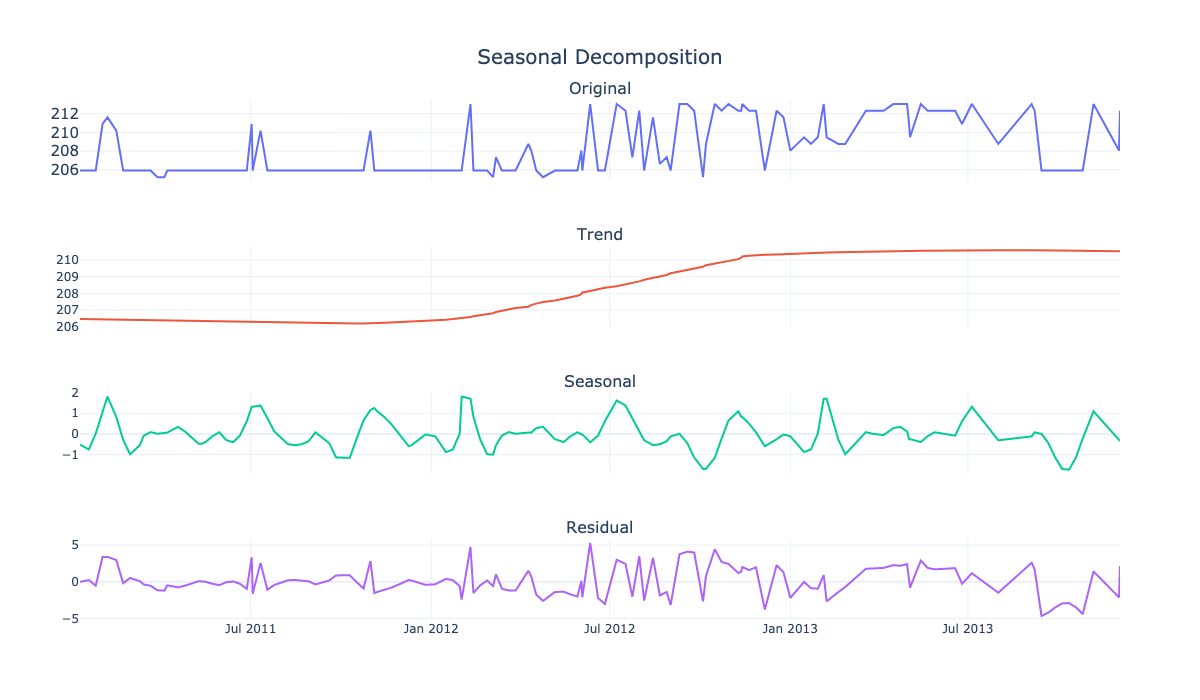 Seasonal Decomposition
Original
212
210
208
206
Trend
210
209
208
207
206
Seasonal
2
1
0
−1
Residual
5
0
−5
Jul 2011 Jan 2012 Jul 2012 Jan 2013 Jul 2013